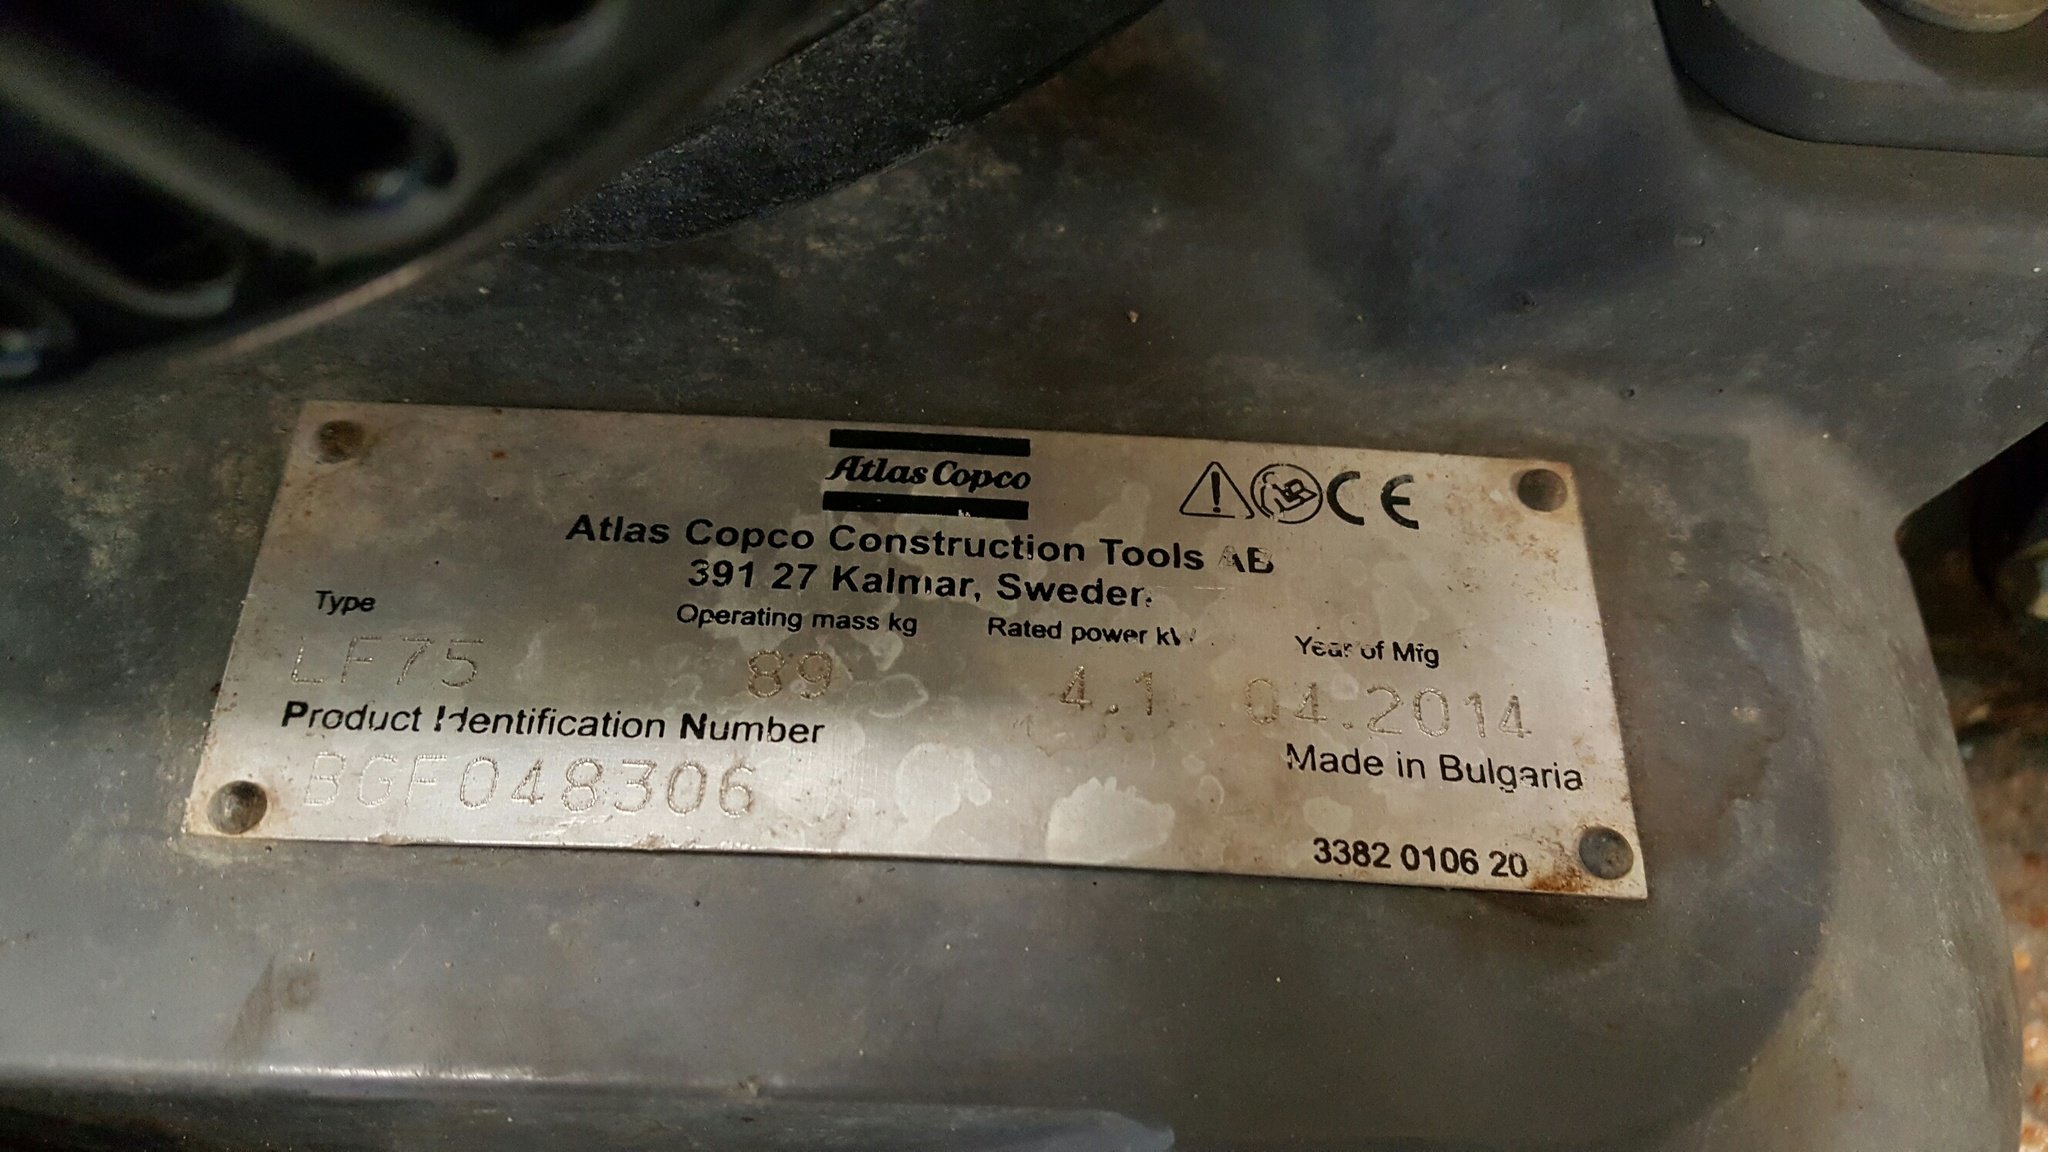 Atlas Copco
CE
Atlas Copco Construction Tools AB
391 27 Kalmar, Sweden
Type Operating mass kg Rated power kW Year of Mfg
LF75 89 4.1 04.2014
Product Identification Number
BGF048306
Made in Bulgaria
3382 0106 20